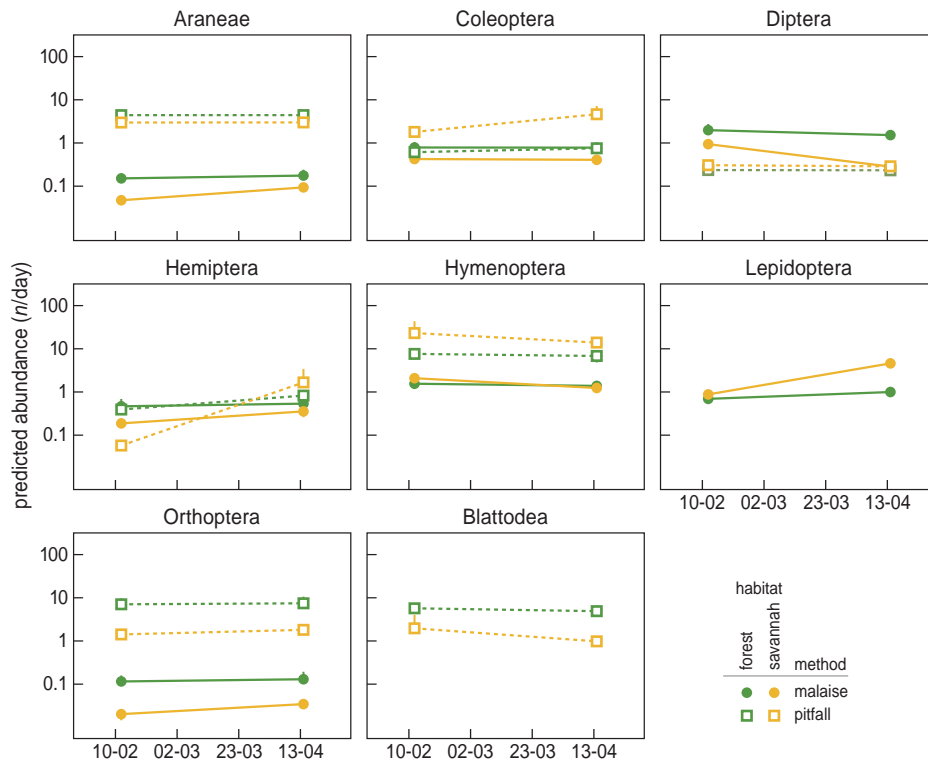 Araneae
Coleoptera
Diptera
100
10
1
0.1
Hemiptera
Hymenoptera
Lepidoptera
100
10
1
0.1
10-02 02-03 23-03 13-04
Orthoptera
Blattodea
100
10
1
0.1
10-02 02-03 23-03 13-04
10-02 02-03 23-03 13-04
predicted abundance (n/day)
habitat
forest
savannah
method
malaise
pitfall